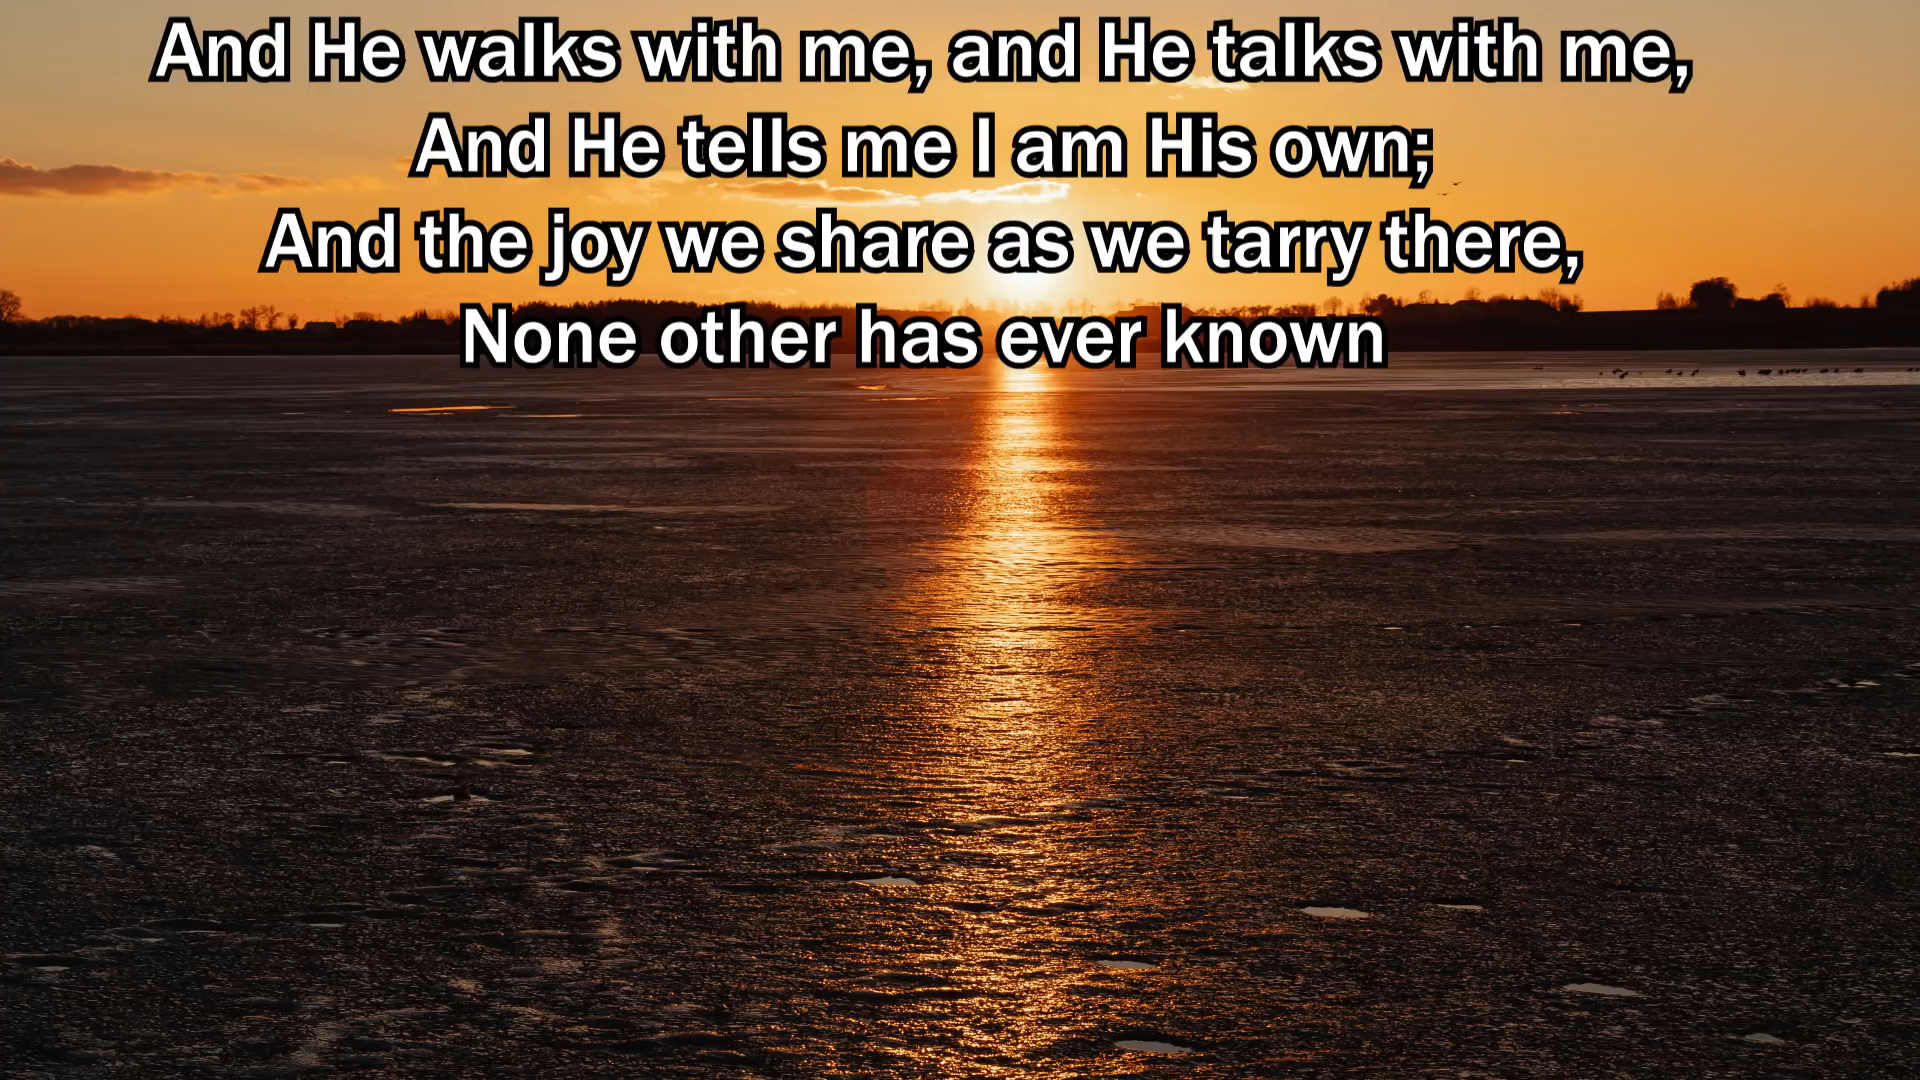 And He walks with me, and He talks with me,
And He tells me I am His own;
And the joy we share as we tarry there,
None other has ever known